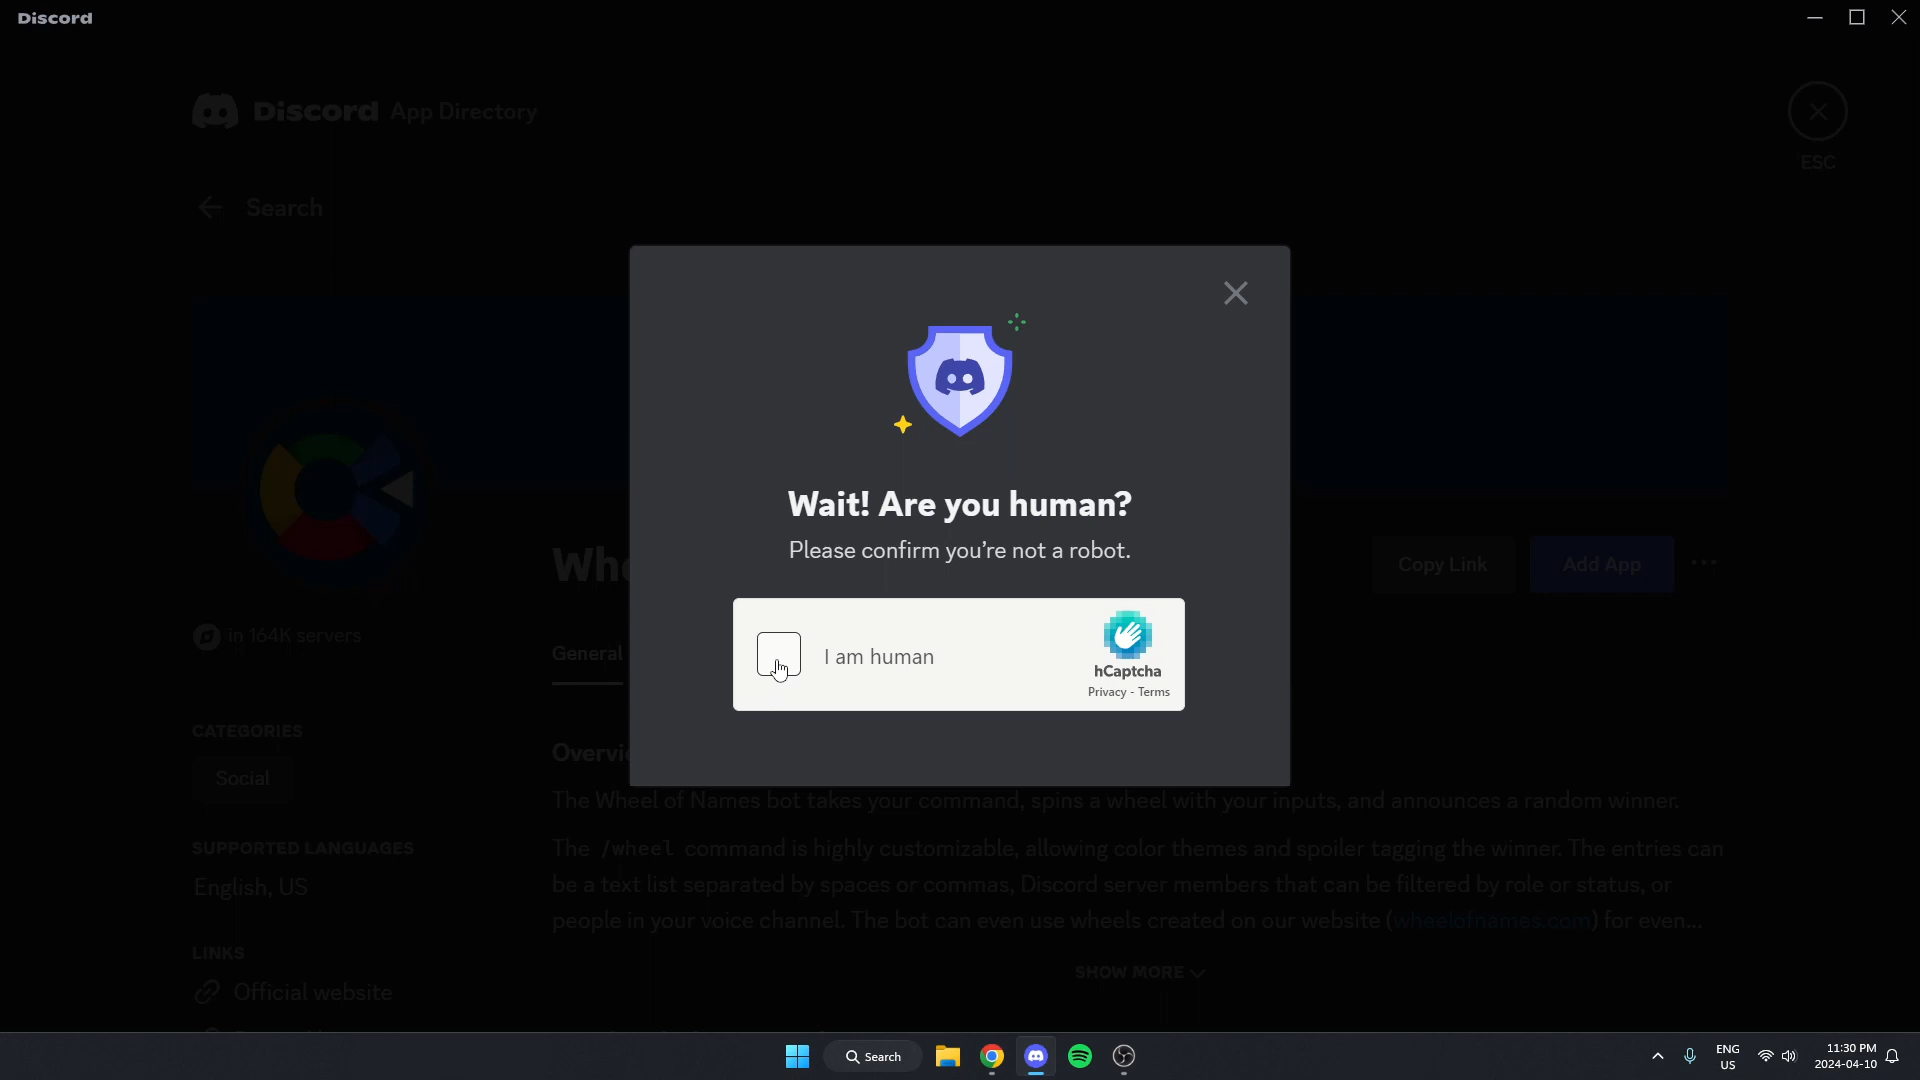 Discord
Discord App Directory
ESC
Search
Wait! Are you human?
Please confirm you're not a robot.
I am human
hCaptcha
Privacy - Terms
Copy Link
Add App
in 164K servers
General
CATEGORIES
Social
SUPPORTED LANGUAGES
English, US
LINKS
Official website
The Wheel of Names bot takes your command, spins a wheel with your inputs, and announces a random winner.
The /wheel command is highly customizable, allowing color themes and spoiler tagging the winner. The entries can
be a text list separated by spaces or commas, Discord server members that can be filtered by role or status, or
people in your voice channel. The bot can even use wheels created on our website (wheelofnames.com) for even...
SHOW MORE
Search
ENG
US
11:30 PM
2024-04-10